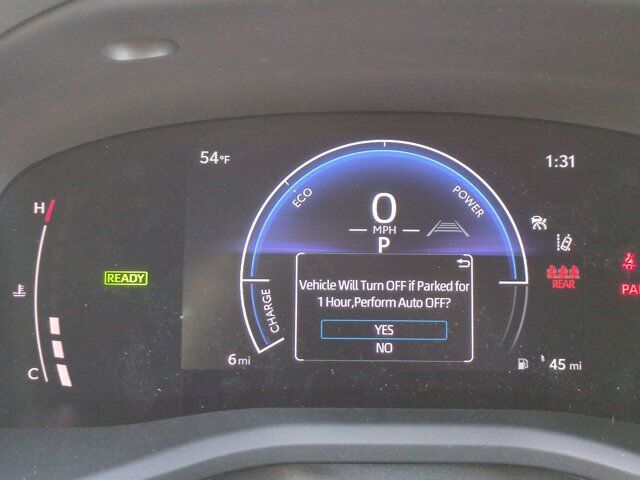 54°F
1:31
H
ECO
POWER
0
MPH
P
READY
CHARGE
Vehicle Will Turn OFF if Parked for
1 Hour,Perform Auto OFF?
YES
NO
REAR
C
6 mi
45 mi